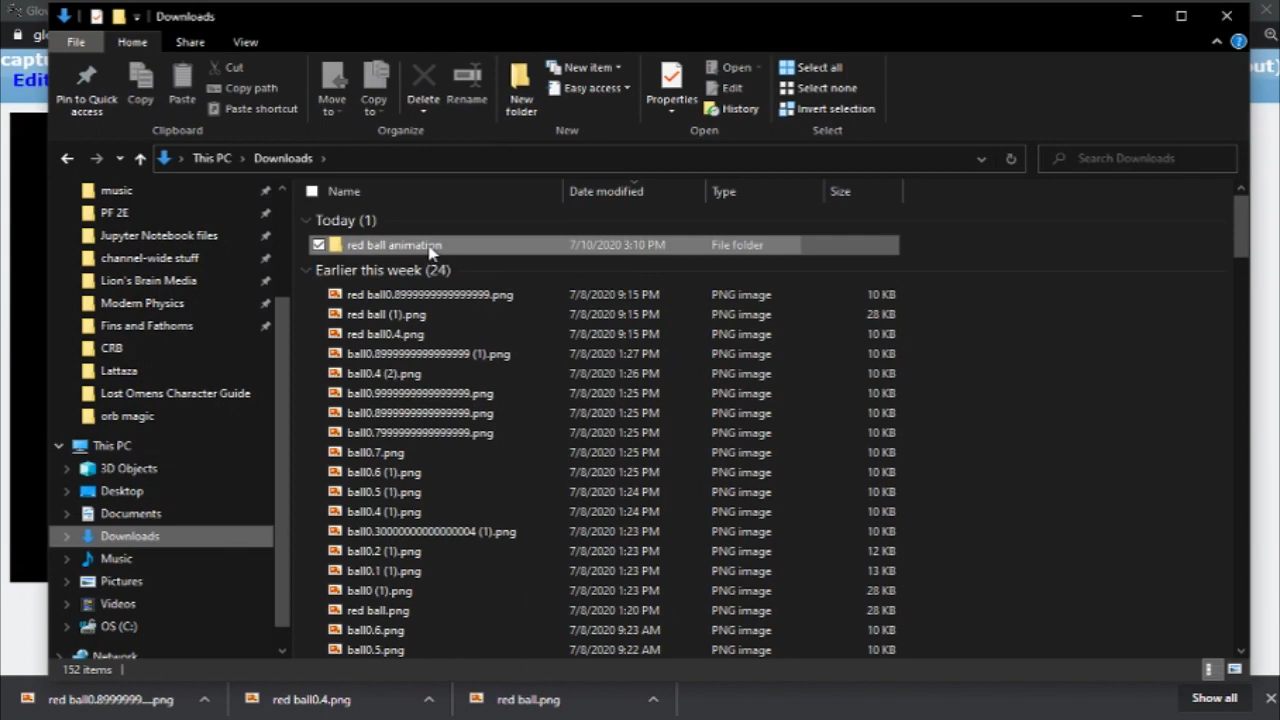 Glov
Downloads
glo
File Home Share View
capt
Edit
out)
Pin to Quick access
Copy
Paste
Cut
Copy path
Paste shortcut
Move to
Copy to
Delete
Rename
New folder
New item
Easy access
Properties
Open
Edit
History
Select all
Select none
Invert selection
Clipboard Organize New Open Select
This PC Downloads Search Downloads
music
PF 2E
Jupyter Notebook files
channel-wide stuff
Lion's Brain Media
Modern Physics
Fins and Fathoms
CRB
Lattaza
Lost Omens Character Guide
orb magic
This PC
3D Objects
Desktop
Documents
Downloads
Music
Pictures
Videos
OS (C:)
Network
Name Date modified Type Size
Today (1)
red ball animation 7/10/2020 3:10 PM File folder
Earlier this week (24)
red ball0.8999999999999999.png 7/8/2020 9:15 PM PNG image 10 KB
red ball (1).png 7/8/2020 9:15 PM PNG image 28 KB
red ball0.4.png 7/8/2020 9:15 PM PNG image 10 KB
ball0.8999999999999999 (1).png 7/8/2020 1:27 PM PNG image 10 KB
ball0.4 (2).png 7/8/2020 1:26 PM PNG image 10 KB
ball0.9999999999999999.png 7/8/2020 1:25 PM PNG image 10 KB
ball0.8999999999999999.png 7/8/2020 1:25 PM PNG image 10 KB
ball0.7999999999999999.png 7/8/2020 1:25 PM PNG image 10 KB
ball0.7.png 7/8/2020 1:25 PM PNG image 10 KB
ball0.6 (1).png 7/8/2020 1:25 PM PNG image 10 KB
ball0.5 (1).png 7/8/2020 1:24 PM PNG image 10 KB
ball0.4 (1).png 7/8/2020 1:24 PM PNG image 10 KB
ball0.30000000000000004 (1).png 7/8/2020 1:23 PM PNG image 10 KB
ball0.2 (1).png 7/8/2020 1:23 PM PNG image 12 KB
ball0.1 (1).png 7/8/2020 1:23 PM PNG image 13 KB
ball0 (1).png 7/8/2020 1:23 PM PNG image 28 KB
red ball.png 7/8/2020 1:20 PM PNG image 28 KB
ball0.6.png 7/8/2020 9:23 AM PNG image 10 KB
ball0.5.png 7/8/2020 9:22 AM PNG image 10 KB
152 items
red ball0.8999999....png red ball0.4.png red ball.png Show all